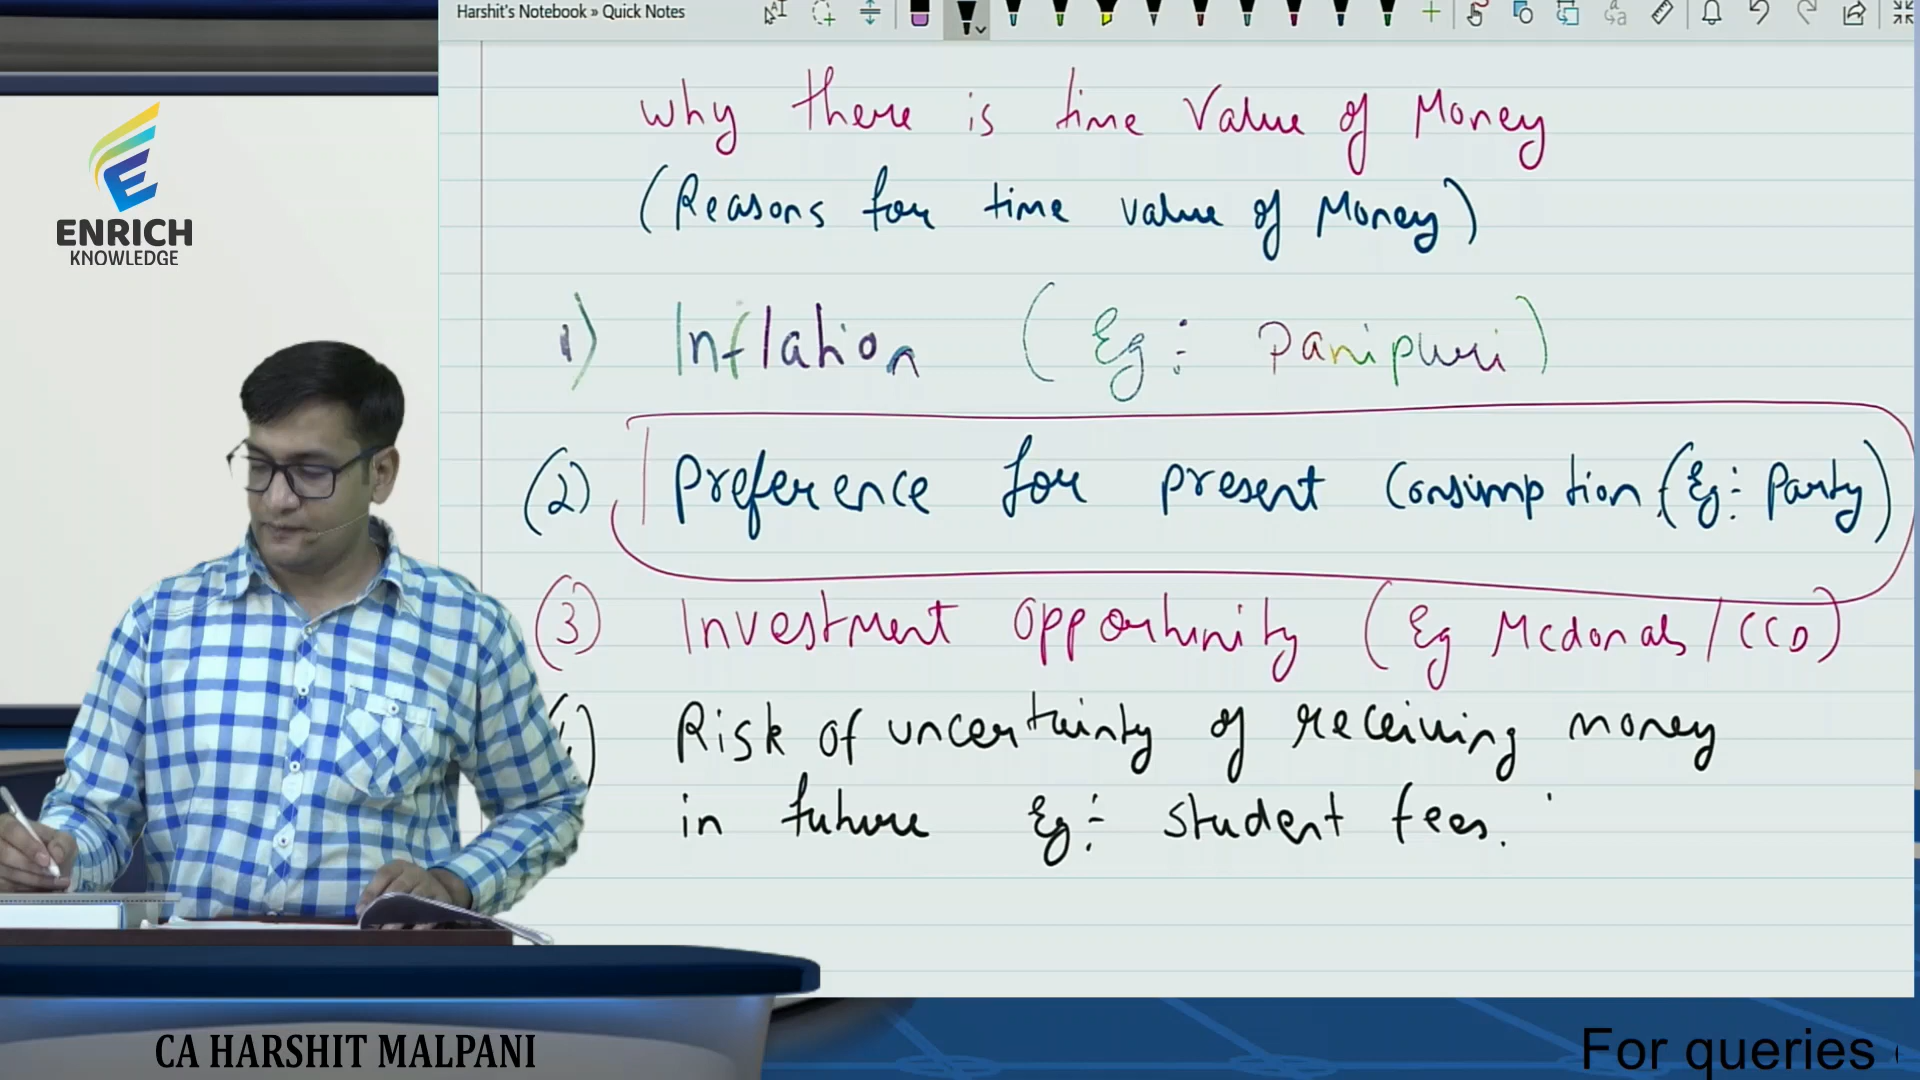 Harshit's Notebook » Quick Notes
ENRICH
KNOWLEDGE
Why there is time Value of Money
(Reasons for time value of Money)
1) Inflation (Eg:- Panipuri)
(2) Preference for present Consimption (Eg:- Party)
(3) Investment opportunity (Eg Mcdonals / CCD)
) Risk of uncertainty of receiving money
in future Eg:- Student fees.
CA HARSHIT MALPANI
For queries